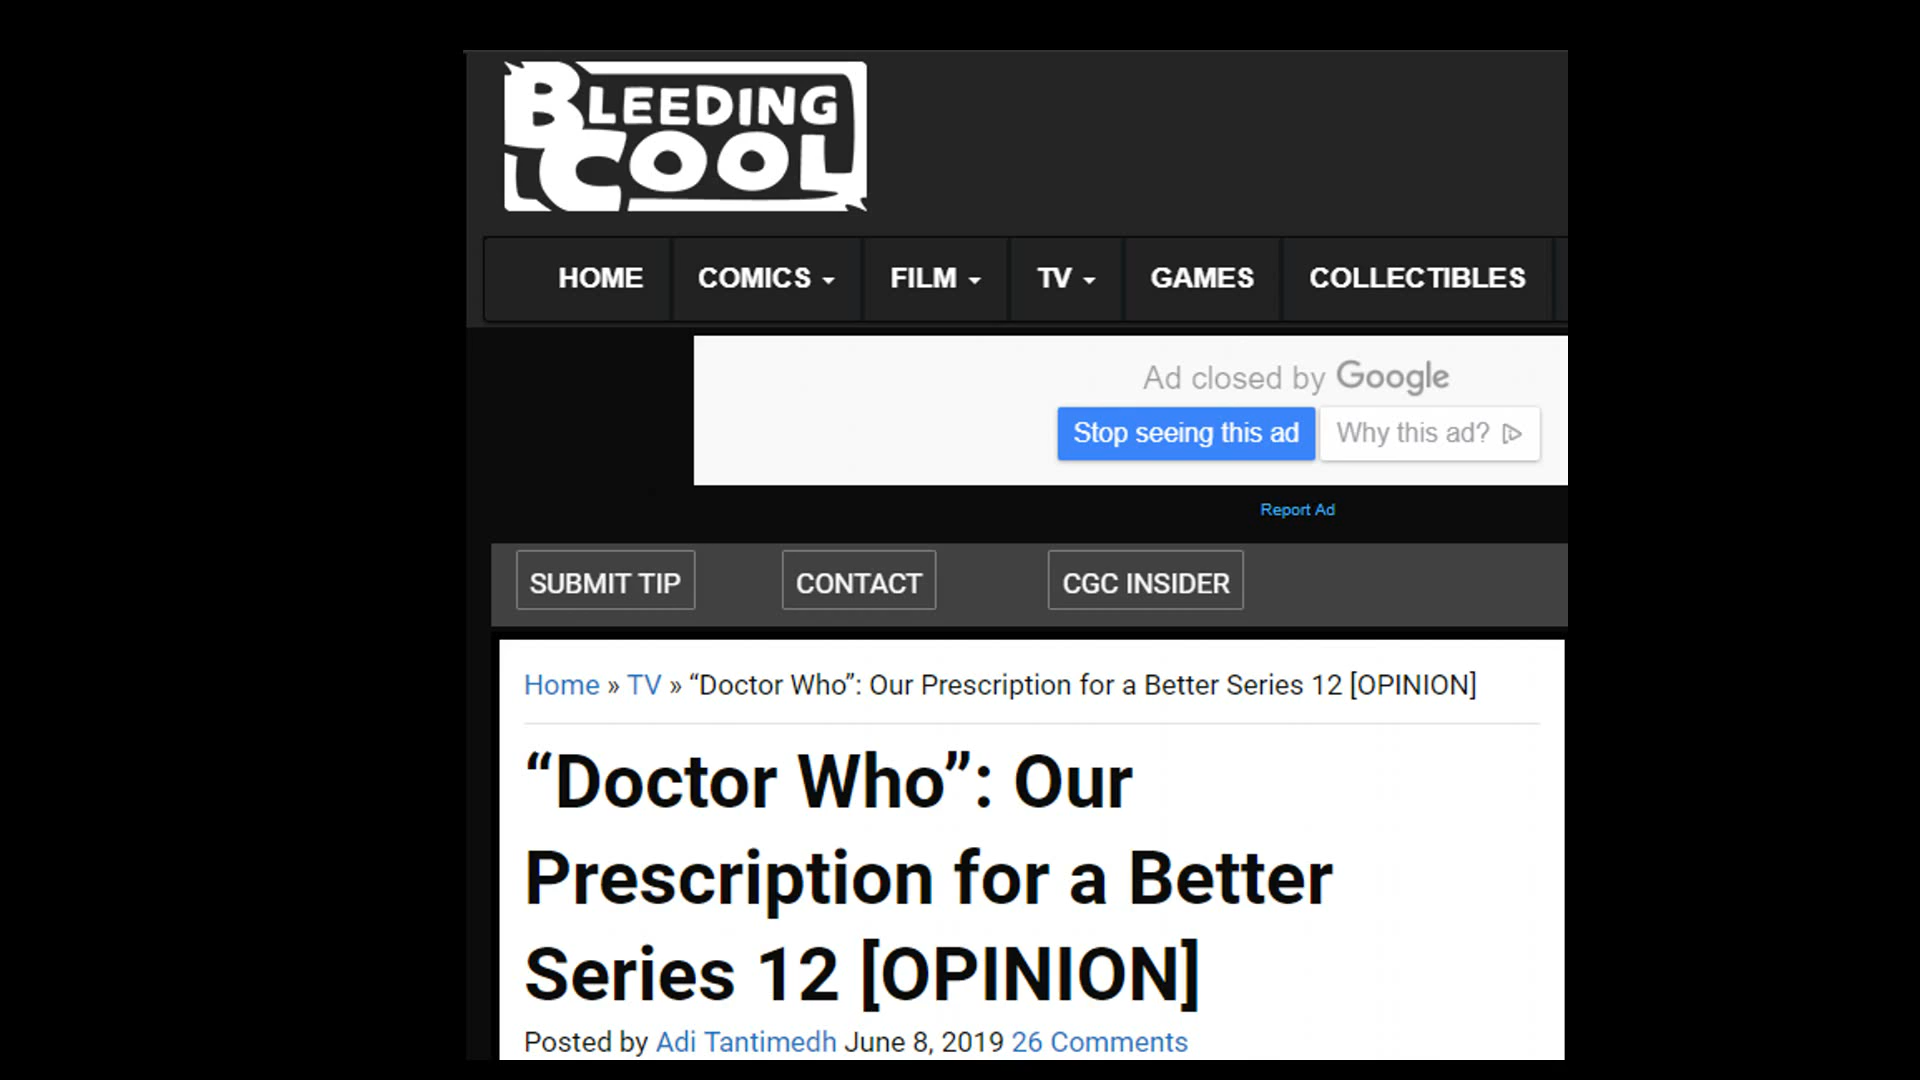 BLEEDING
COOL
HOME COMICS FILM TV GAMES COLLECTIBLES
Ad closed by Google
Stop seeing this ad Why this ad?
Report Ad
SUBMIT TIP CONTACT CGC INSIDER
Home » TV » “Doctor Who”: Our Prescription for a Better Series 12 [OPINION]
“Doctor Who”: Our
Prescription for a Better
Series 12 [OPINION]
Posted by Adi Tantimedh June 8, 2019 26 Comments